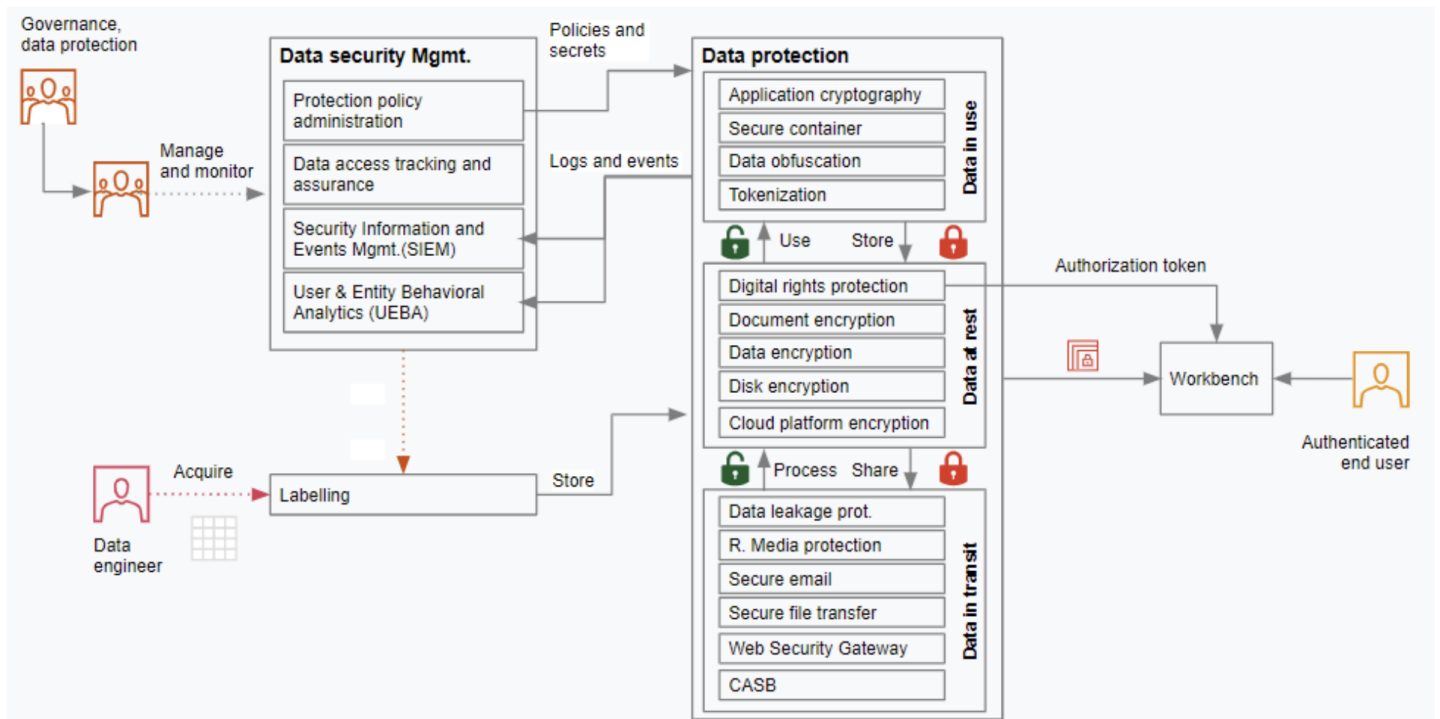 Governance,
data protection
Manage
and monitor
Data security Mgmt.
Protection policy
administration
Data access tracking and
assurance
Security Information and
Events Mgmt.(SIEM)
User & Entity Behavioral
Analytics (UEBA)
Policies and
secrets
Logs and events
Data protection
Application cryptography
Secure container
Data obfuscation
Tokenization
Data in use
Use
Store
Digital rights protection
Document encryption
Data encryption
Disk encryption
Cloud platform encryption
Data at rest
Authorization token
Workbench
Authenticated
end user
Acquire
Data
engineer
Labelling
Store
Process
Share
Data leakage prot.
R. Media protection
Secure email
Secure file transfer
Web Security Gateway
CASB
Data in transit